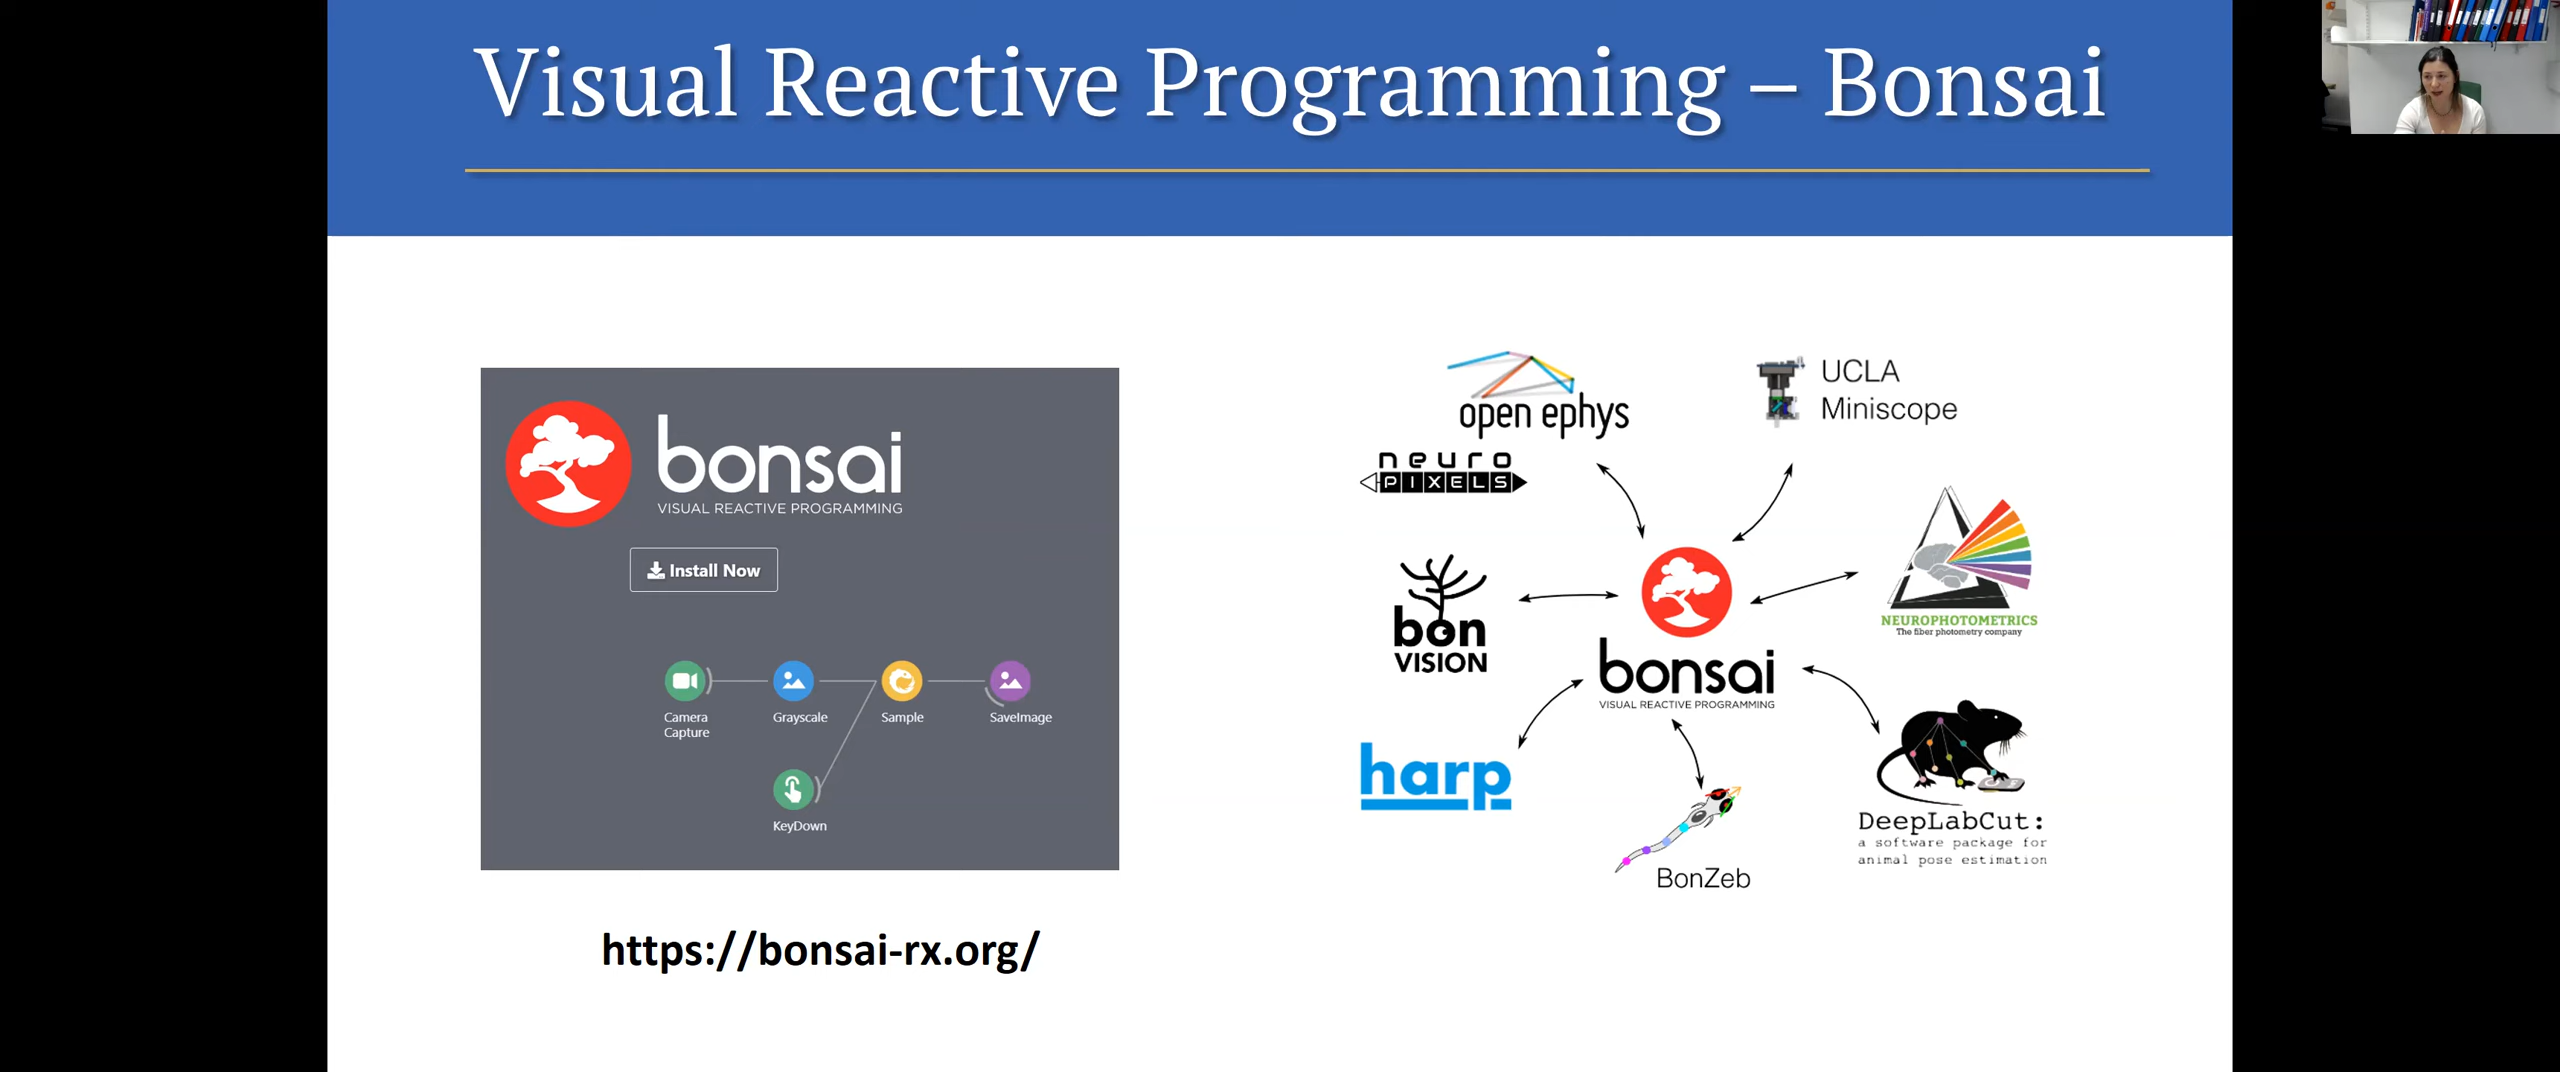 Visual Reactive Programming – Bonsai
bonsai
VISUAL REACTIVE PROGRAMMING
Install Now
Camera
Capture
Grayscale
Sample
SaveImage
KeyDown
https://bonsai-rx.org/
open ephys
neuro
PIXELS
UCLA
Miniscope
bon
VISION
NEUROPHOTOMETRICS
The fiber photometry company
bonsai
VISUAL REACTIVE PROGRAMMING
harp
BonZeb
DeepLabCut:
a software package for
animal pose estimation